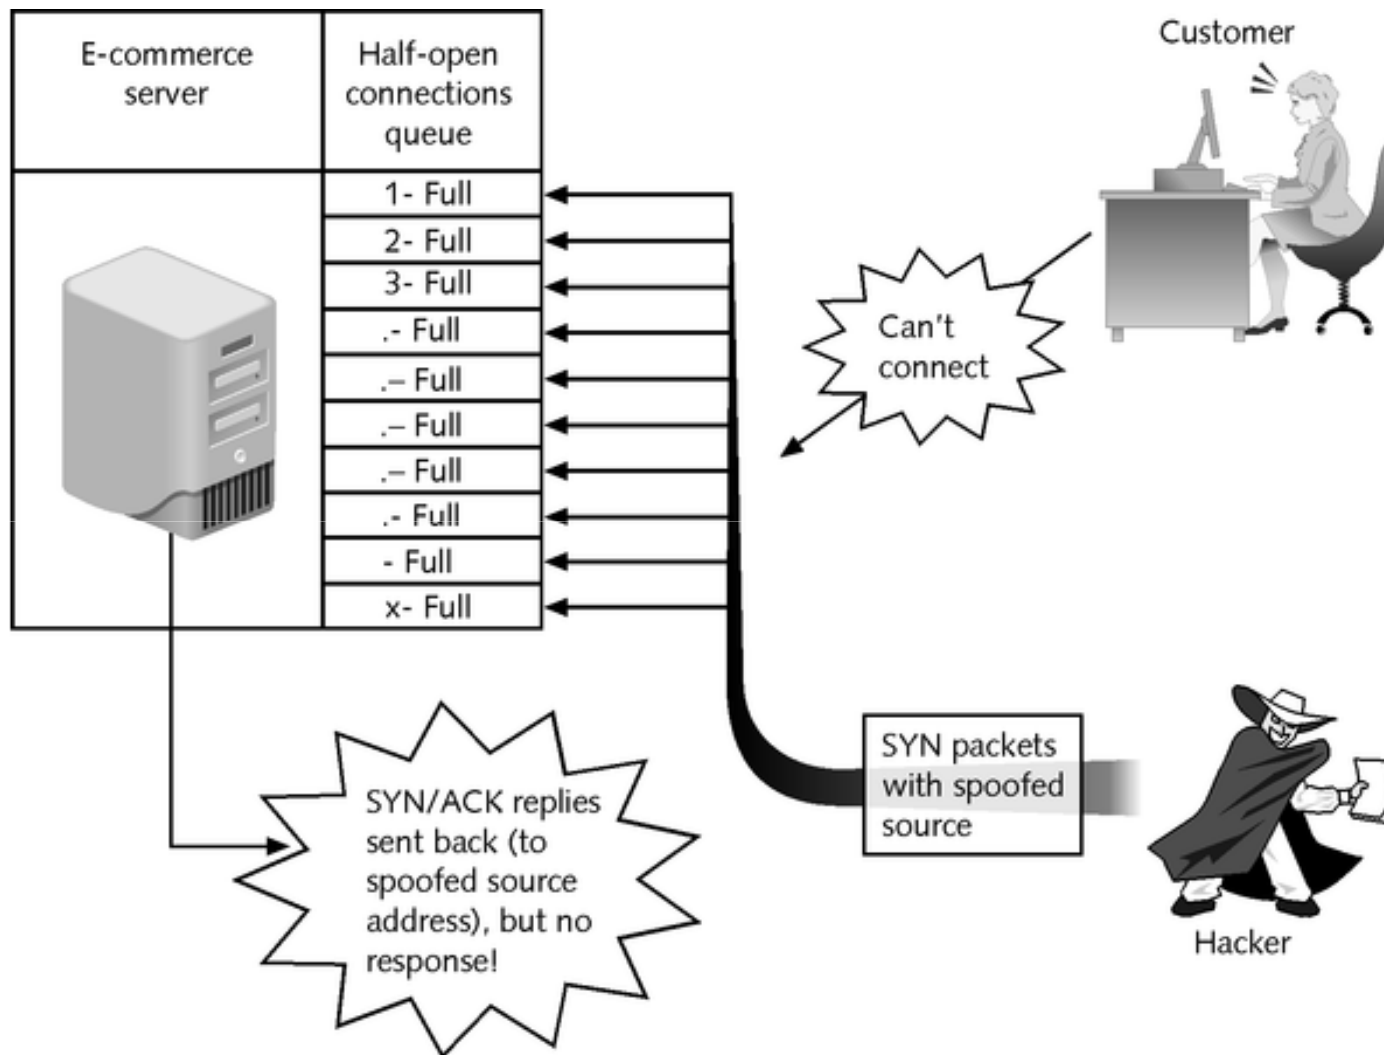 E-commerce
server
Half-open
connections
queue
1- Full
2- Full
3- Full
.- Full
.– Full
.– Full
.– Full
.- Full
- Full
x- Full
Customer
Can't
connect
SYN packets
with spoofed
source
Hacker
SYN/ACK replies
sent back (to
spoofed source
address), but no
response!